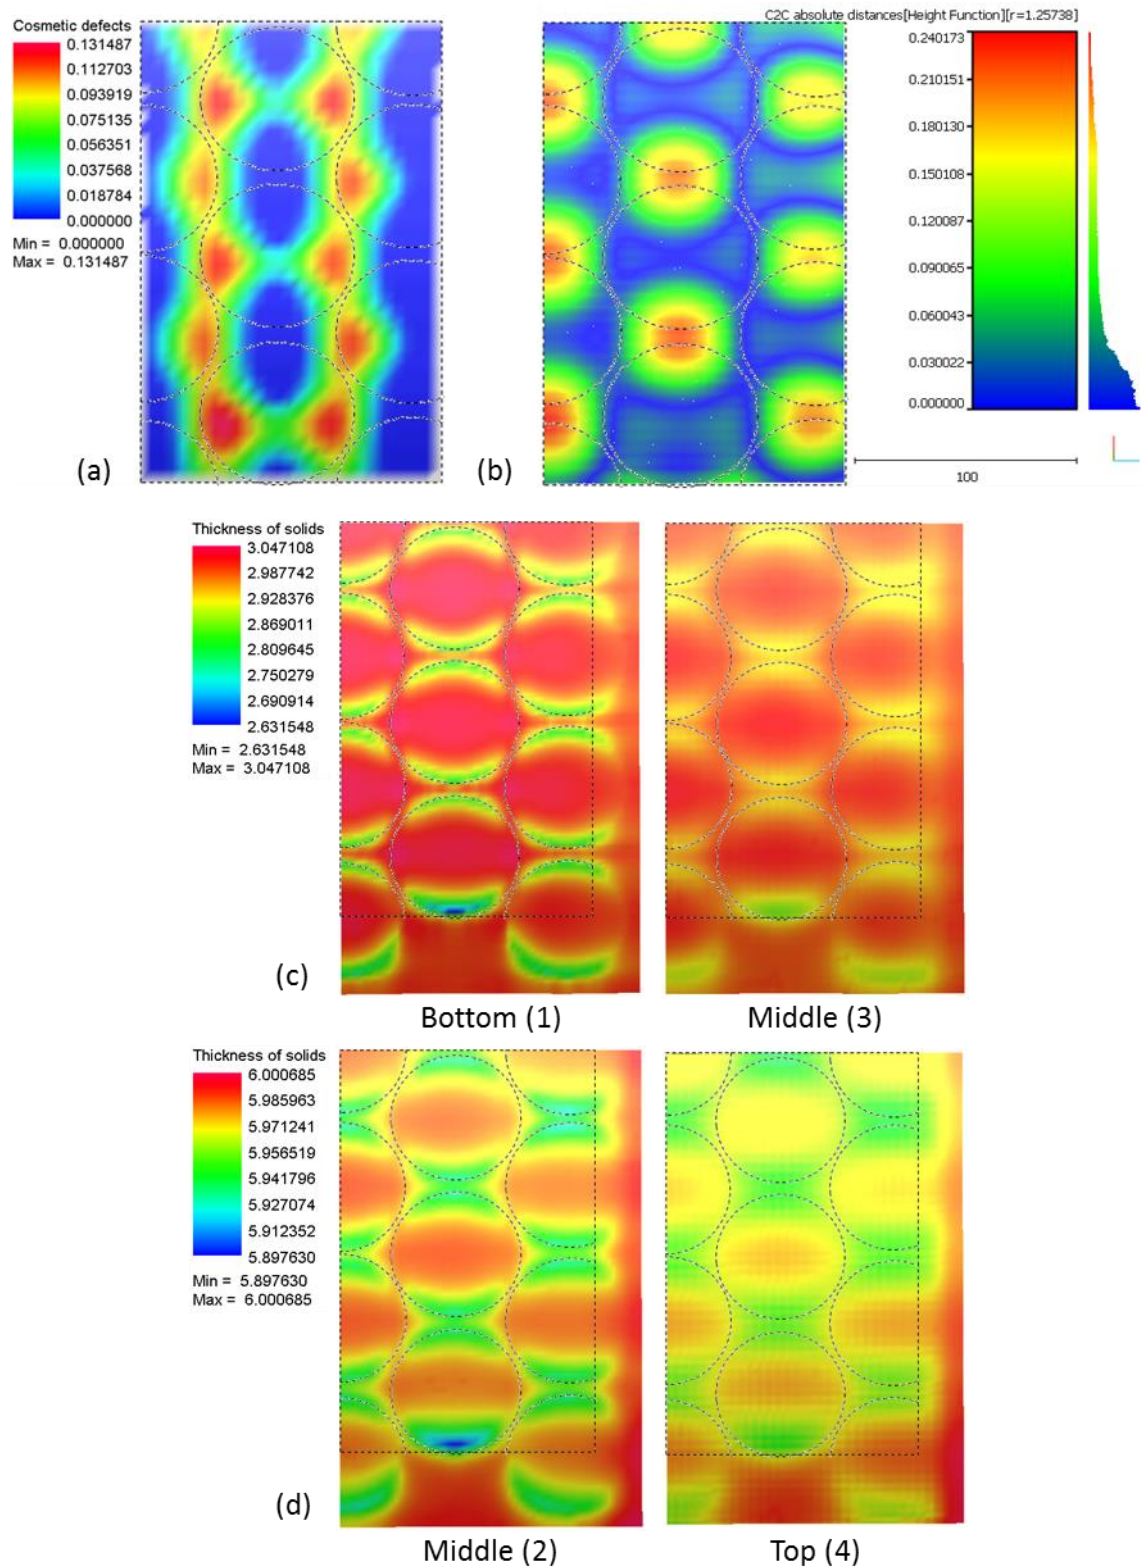 Cosmetic defects
0.131487
0.112703
0.093919
0.075135
0.056351
0.037568
0.018784
0.000000
Min = 0.000000
Max = 0.131487
(a)
C2C absolute distances[Height Function][r=1.25738]
0.240173
0.210151
0.180130
0.150108
0.120087
0.090065
0.060043
0.030022
0.000000
100
(b)
Thickness of solids
3.047108
2.987742
2.928376
2.869011
2.809645
2.750279
2.690914
2.631548
Min = 2.631548
Max = 3.047108
(c)
Bottom (1)
Middle (3)
Thickness of solids
6.000685
5.985963
5.971241
5.956519
5.941796
5.927074
5.912352
5.897630
Min = 5.897630
Max = 6.000685
(d)
Middle (2)
Top (4)